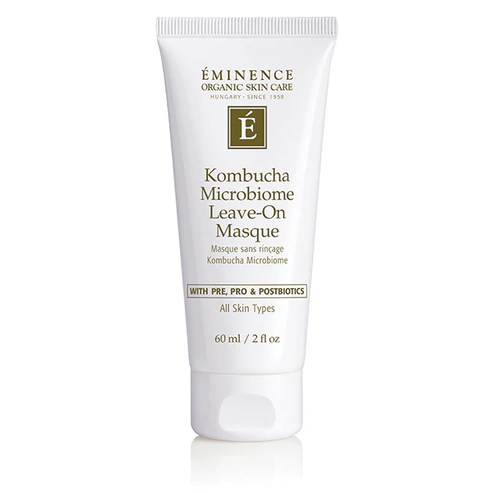 ÉMINENCE
ORGANIC SKIN CARE
HUNGARY · SINCE 1958
É
Kombucha
Microbiome
Leave-On
Masque
Masque sans rinçage
Kombucha Microbiome
WITH PRE, PRO & POSTBIOTICS
All Skin Types
60 ml / 2 fl oz